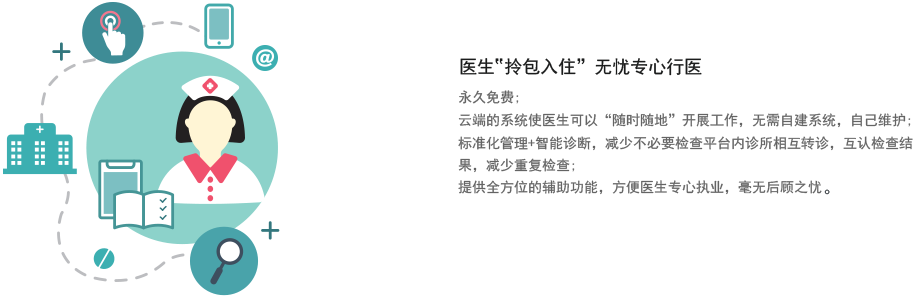 医生“拎包入住” 无忧专心行医
@
永久免费；
云端的系统使医生可以“随时随地”开展工作，无需自建系统，自己维护；
标准化管理+智能诊断，减少不必要检查平台内诊所相互转诊，互认检查结
果，减少重复检查；
提供全方位的辅助功能，方便医生专心执业，毫无后顾之忧。